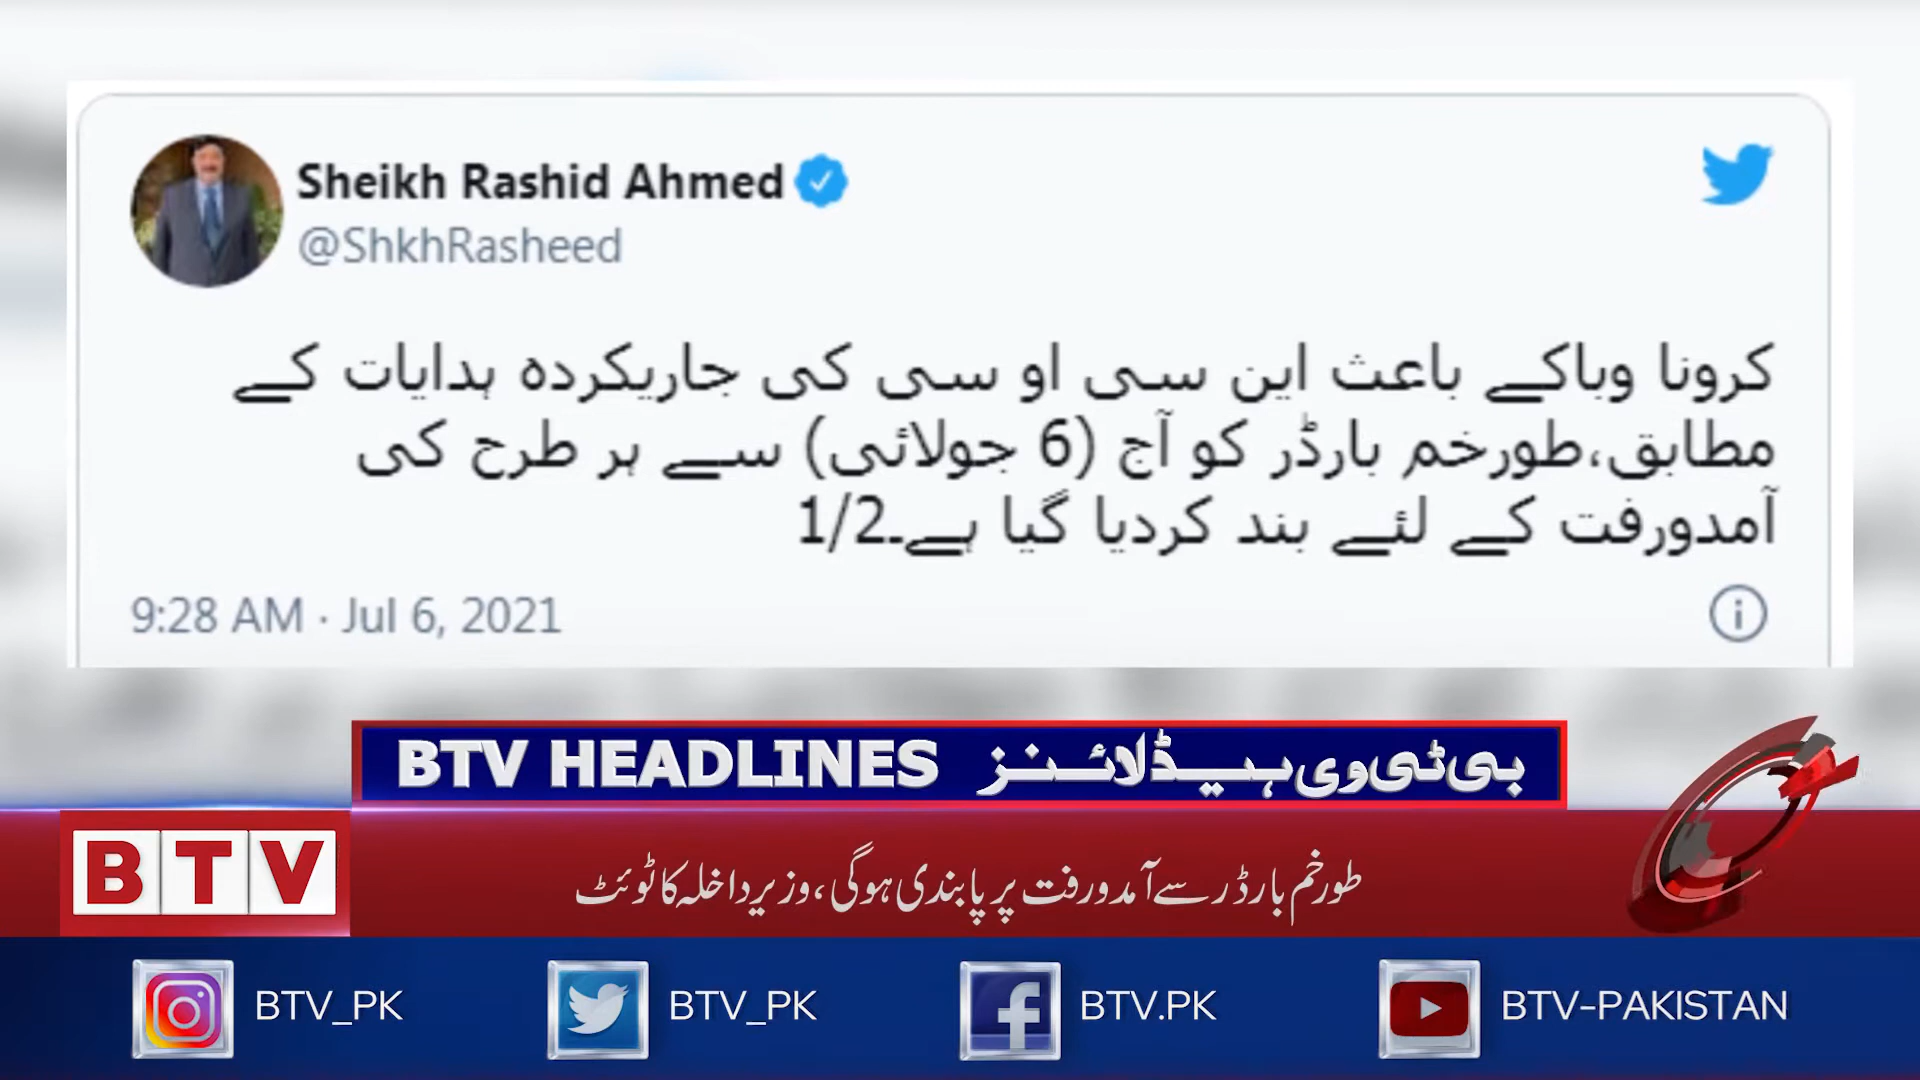 Sheikh Rashid Ahmed
@ShkhRasheed
کرونا وباکے باعث این سی او سی کی جاریکردہ ہدایات کے
مطابق،طورخم بارڈر کو آج (6 جولائی) سے ہر طرح کی
آمدورفت کے لئے بند کردیا گیا ہے۔1/2
9:28 AM · Jul 6, 2021
BTV HEADLINES بی ٹی وی ہیڈلائنز
BTV
طورخم بارڈر سے آمدورفت پر پابندی ہوگی، وزیرداخلہ کا ٹوئٹ
BTV_PK BTV_PK BTV.PK BTV-PAKISTAN